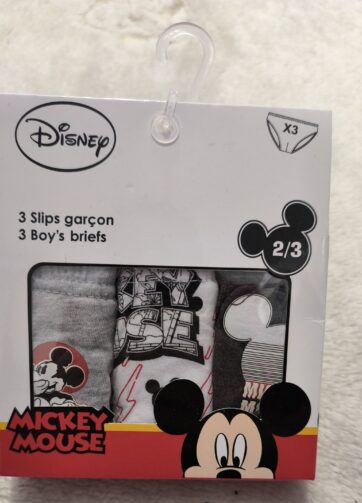 Disney
X3
3 Slips garçon
3 Boy's briefs
2/3
MICKEY
MOUSE